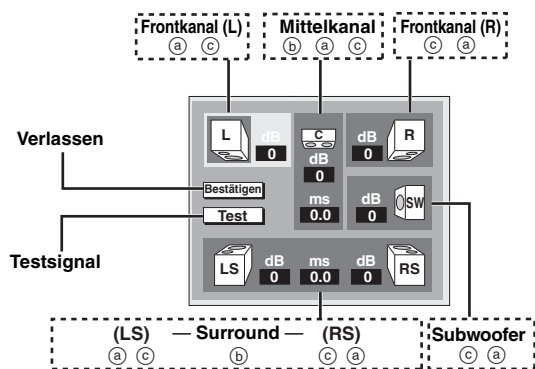 Frontkanal (L)
ⓐ ⓒ
Mittelkanal
ⓑ ⓐ ⓒ
Frontkanal (R)
ⓒ ⓐ
L
dB
0
C
dB
0
ms
0.0
dB
0
R
Verlassen
Bestätigen
Test
dB
0
SW
Testsignal
LS
dB
0
ms
0.0
dB
0
RS
(LS) — Surround — (RS)
ⓐ ⓒ ⓑ ⓒ ⓐ
Subwoofer
ⓒ ⓐ